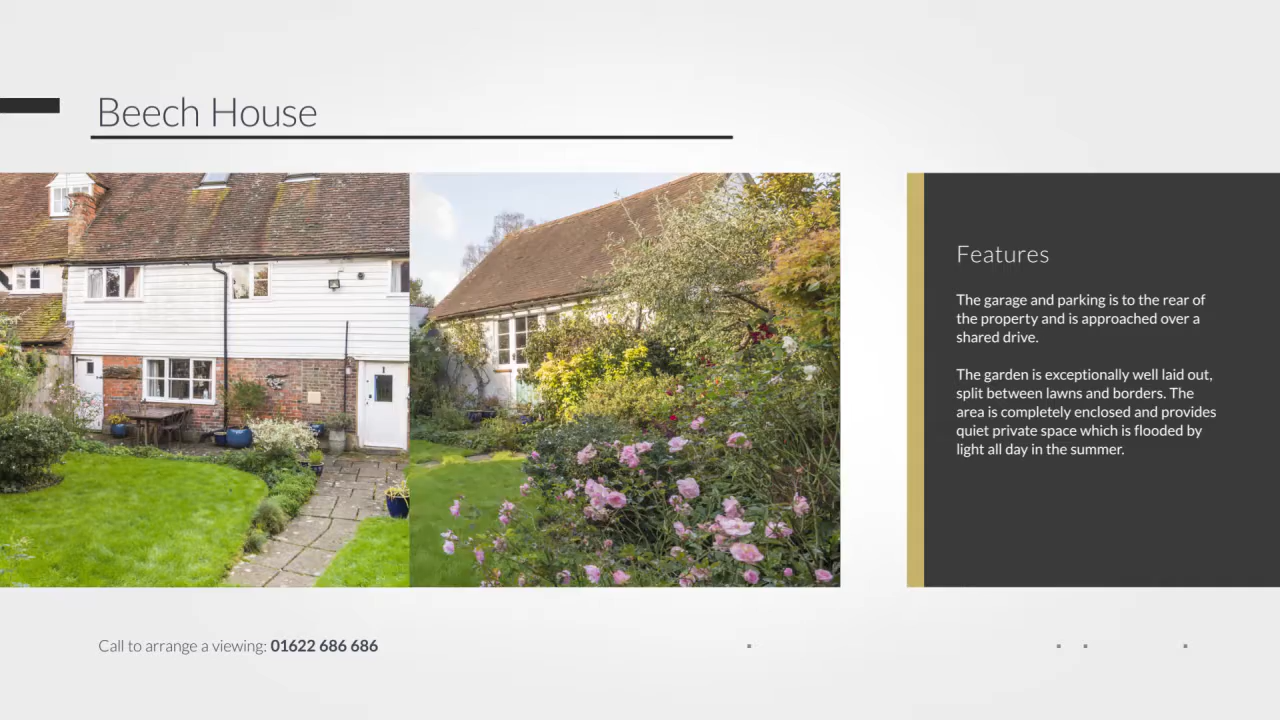 Beech House
1
Features
The garage and parking is to the rear of
the property and is approached over a
shared drive.
The garden is exceptionally well laid out,
split between lawns and borders. The
area is completely enclosed and provides
quiet private space which is flooded by
light all day in the summer.
Call to arrange a viewing: 01622 686 686